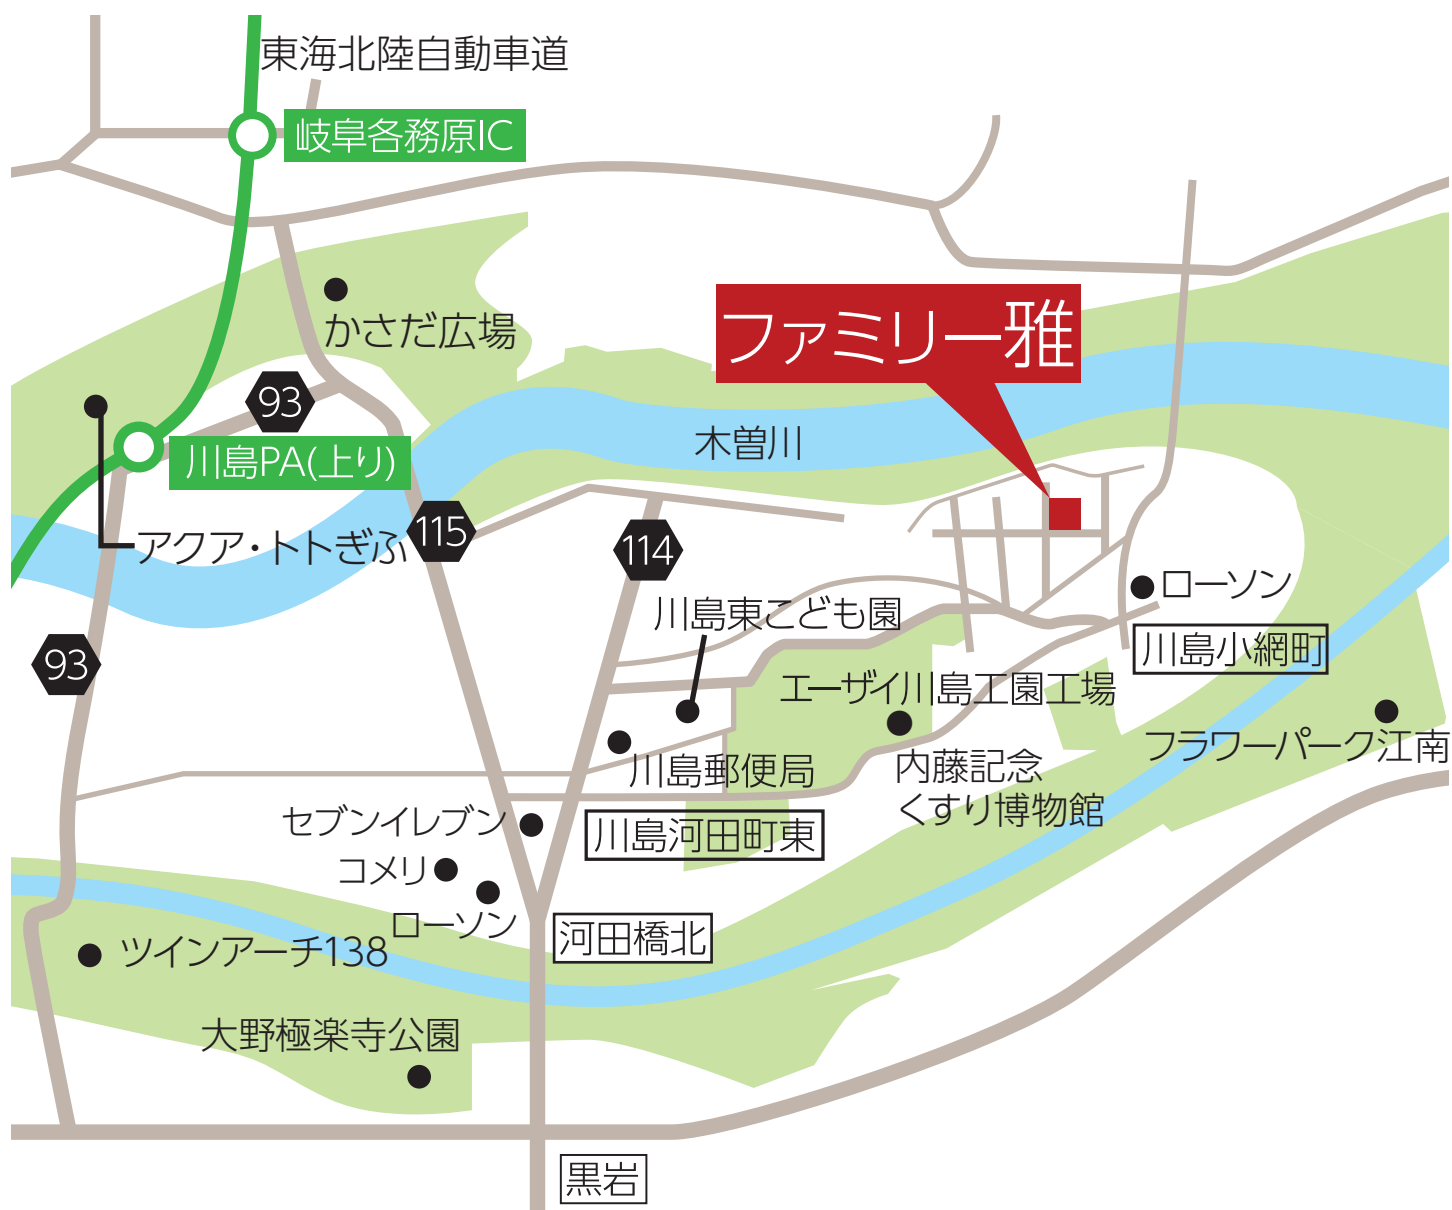 東海北陸自動車道
岐阜各務原IC
かさだ広場
ファミリー雅
93
木曽川
川島PA(上り)
アクア・トトぎふ
115
114
ローソン
川島東こども園
川島小網町
93
エーザイ川島工園工場
フラワーパーク江南
川島郵便局
内藤記念
くすり博物館
セブンイレブン
川島河田町東
コメリ
ローソン
河田橋北
ツインアーチ138
大野極楽寺公園
黒岩